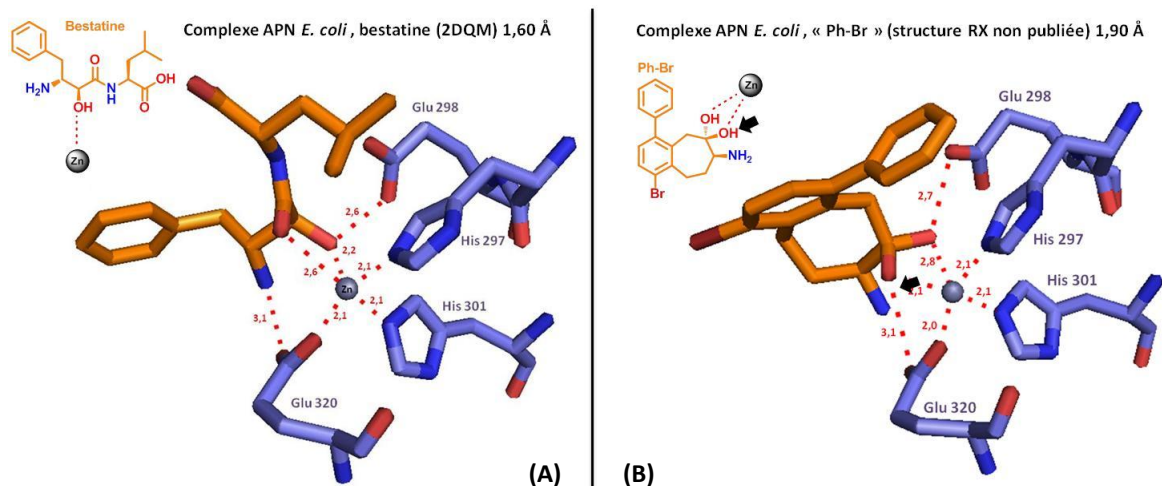 Bestatine
Complexe APN E. coli , bestatine (2DQM) 1,60 Å
H₂N
OH
N
H
O
O
OH
Zn
Glu 298
2,6
2,2
His 297
2,6
2,1
Zn
2,1
His 301
3,1
2,1
Glu 320
(A)
Complexe APN E. coli , « Ph-Br » (structure RX non publiée) 1,90 Å
Ph-Br
Zn
OH
OH
NH₂
Br
Glu 298
2,7
His 297
2,8
2,1
2,1
2,1
His 301
3,1
2,0
Glu 320
(B)